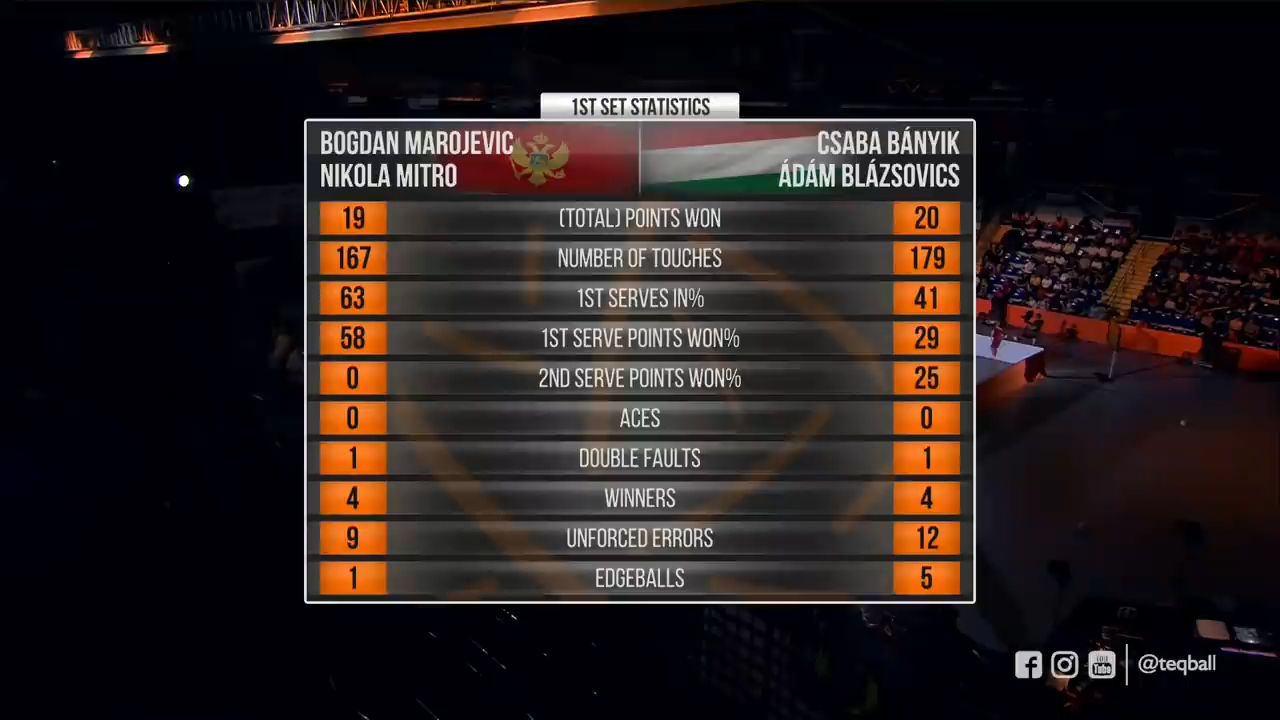 1ST SET STATISTICS
BOGDAN MAROJEVIC
NIKOLA MITRO
CSABA BÁNYIK
ÁDÁM BLÁZSOVICS
19 (TOTAL) POINTS WON 20
167 NUMBER OF TOUCHES 179
63 1ST SERVES IN% 41
58 1ST SERVE POINTS WON% 29
0 2ND SERVE POINTS WON% 25
0 ACES 0
1 DOUBLE FAULTS 1
4 WINNERS 4
9 UNFORCED ERRORS 12
1 EDGEBALLS 5
You Tube
@teqball